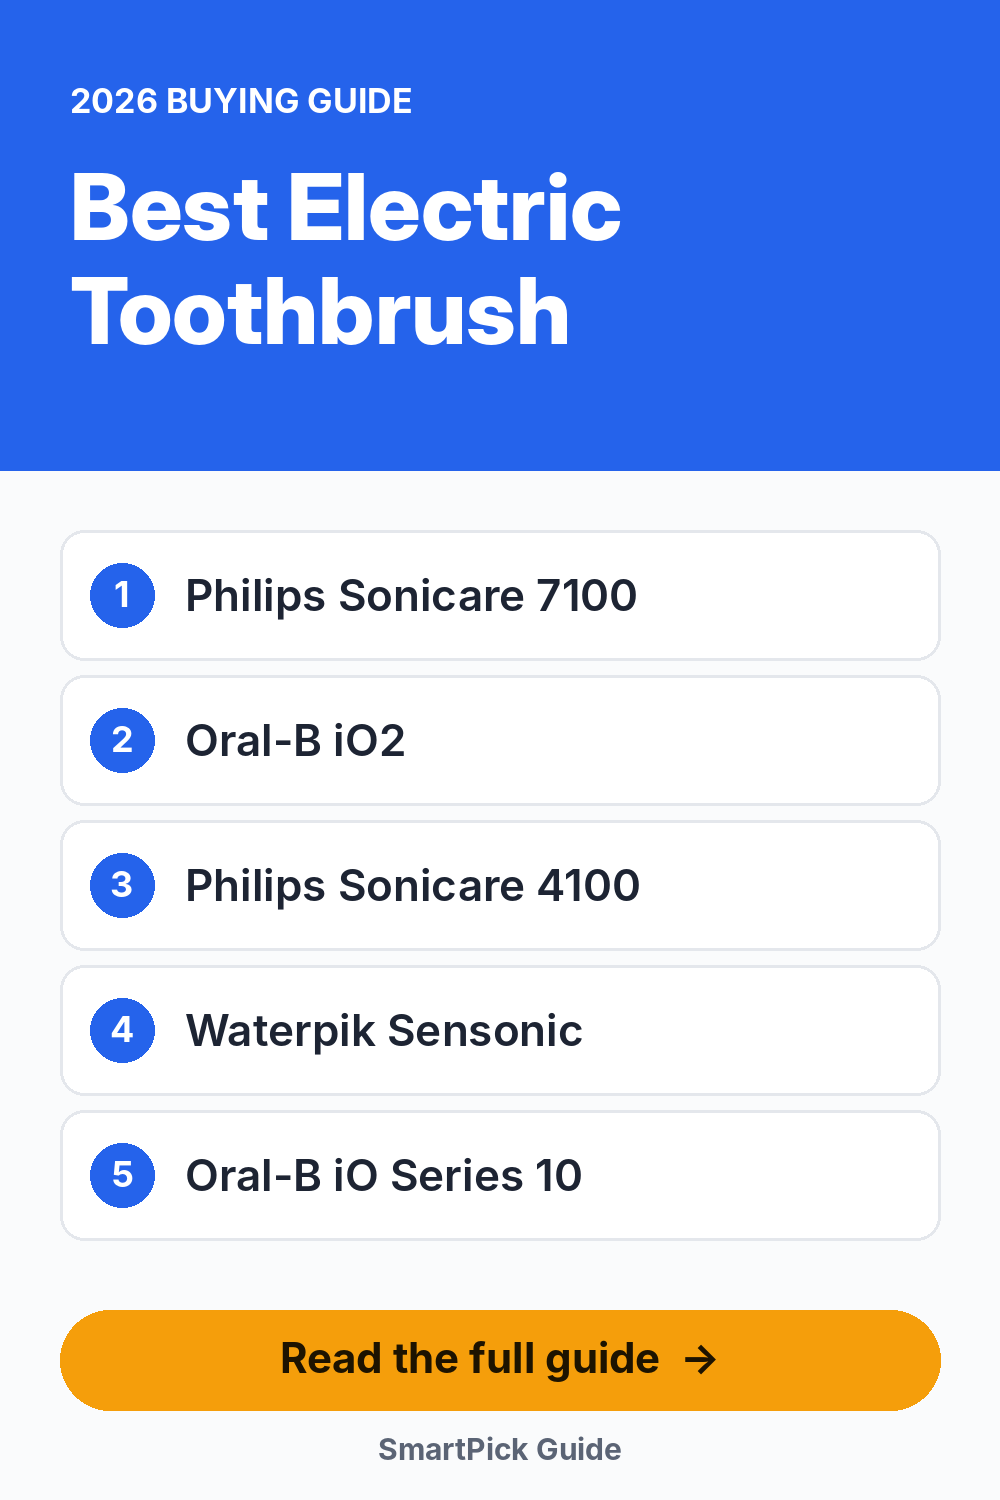 2026 BUYING GUIDE
Best Electric
Toothbrush
1 Philips Sonicare 7100
2 Oral-B iO2
3 Philips Sonicare 4100
4 Waterpik Sensonic
5 Oral-B iO Series 10
Read the full guide →
SmartPick Guide